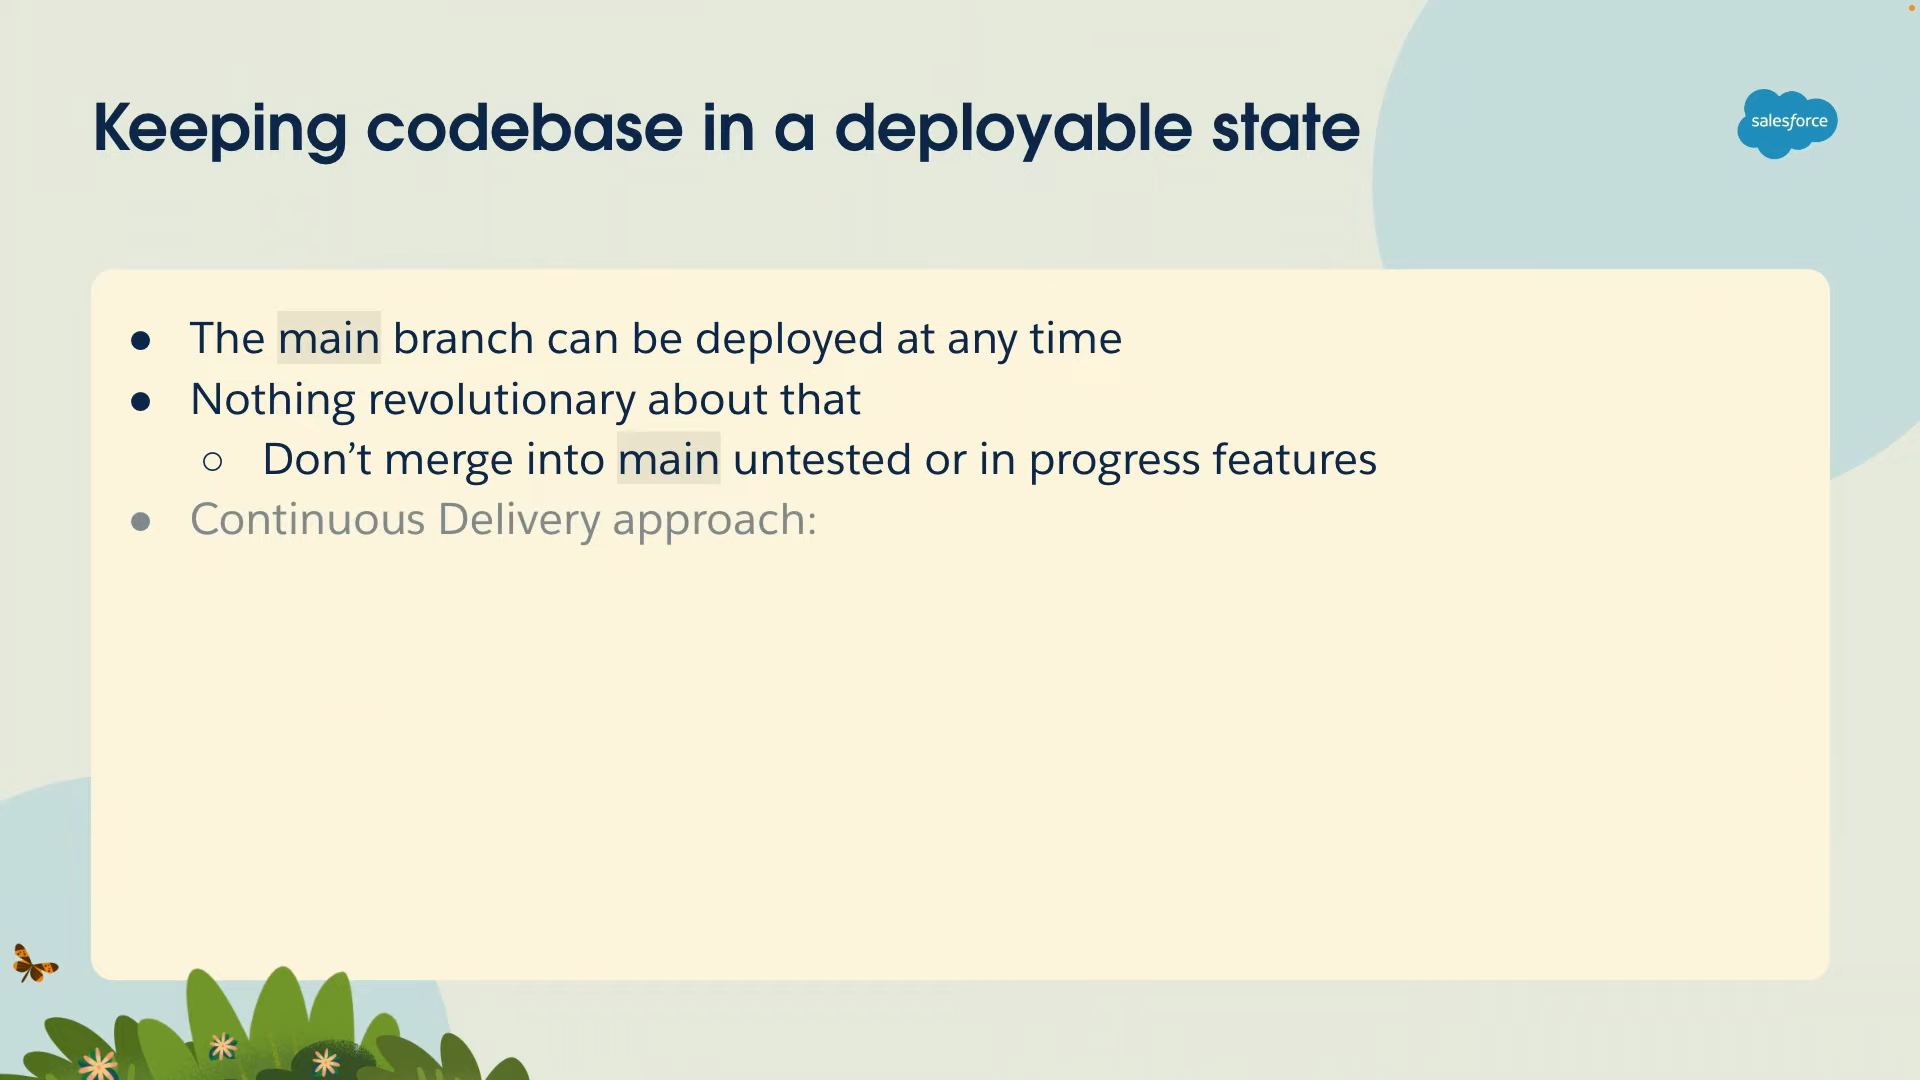 Keeping codebase in a deployable state
salesforce
● The main branch can be deployed at any time
● Nothing revolutionary about that
○ Don’t merge into main untested or in progress features
● Continuous Delivery approach: